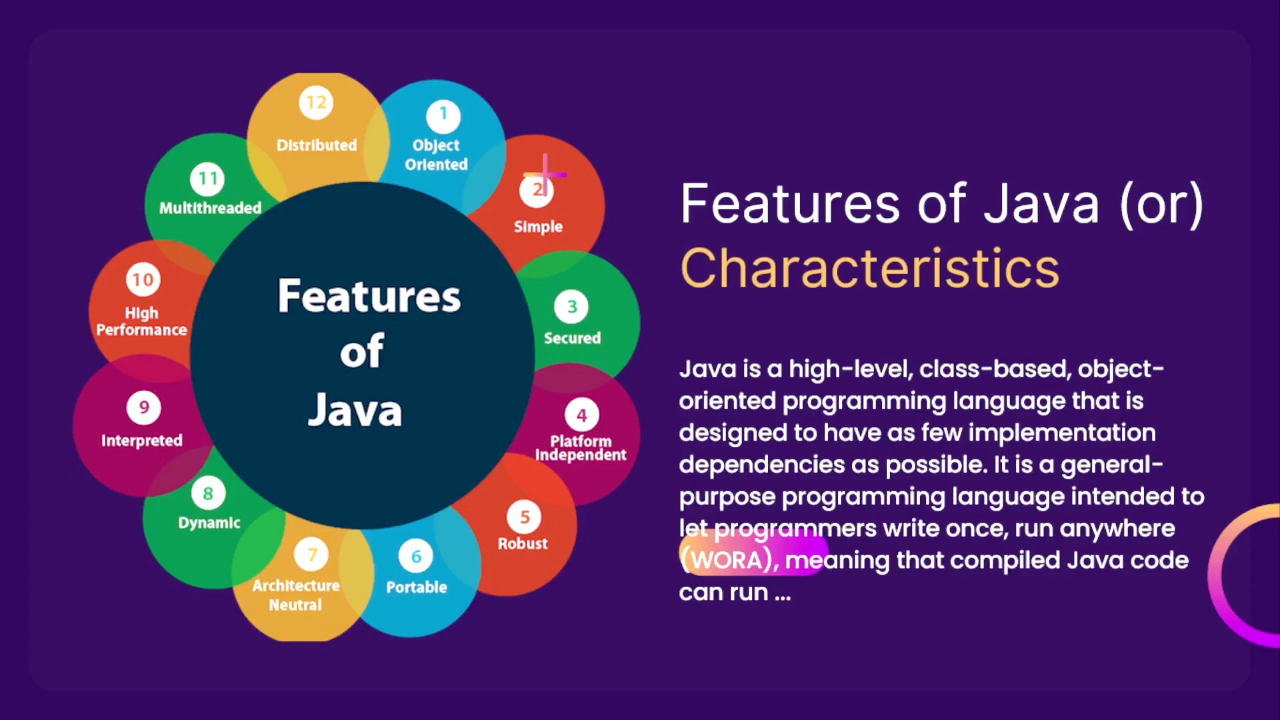 12
Distributed
1
Object
Oriented
2
Simple
3
Secured
4
Platform
Independent
5
Robust
6
Portable
7
Architecture
Neutral
8
Dynamic
9
Interpreted
10
High
Performance
11
Multithreaded
Features
of
Java
Features of Java (or)
Characteristics
Java is a high-level, class-based, object-
oriented programming language that is
designed to have as few implementation
dependencies as possible. It is a general-
purpose programming language intended to
let programmers write once, run anywhere
(WORA), meaning that compiled Java code
can run ...